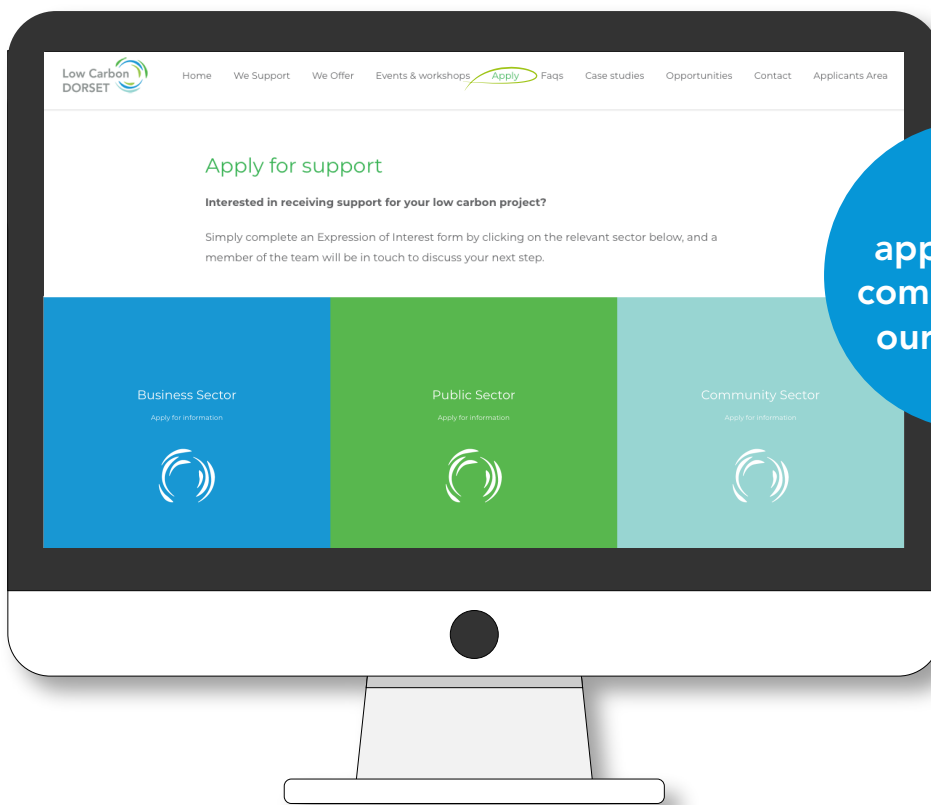 Low Carbon
DORSET
Home We Support We Offer Events & workshops Apply Faqs Case studies Opportunities Contact Applicants Area
Apply for support
Interested in receiving support for your low carbon project?
Simply complete an Expression of Interest form by clicking on the relevant sector below, and a
member of the team will be in touch to discuss your next step.
Business Sector
Apply for information
Public Sector
Apply for information
Community Sector
Apply for information
our